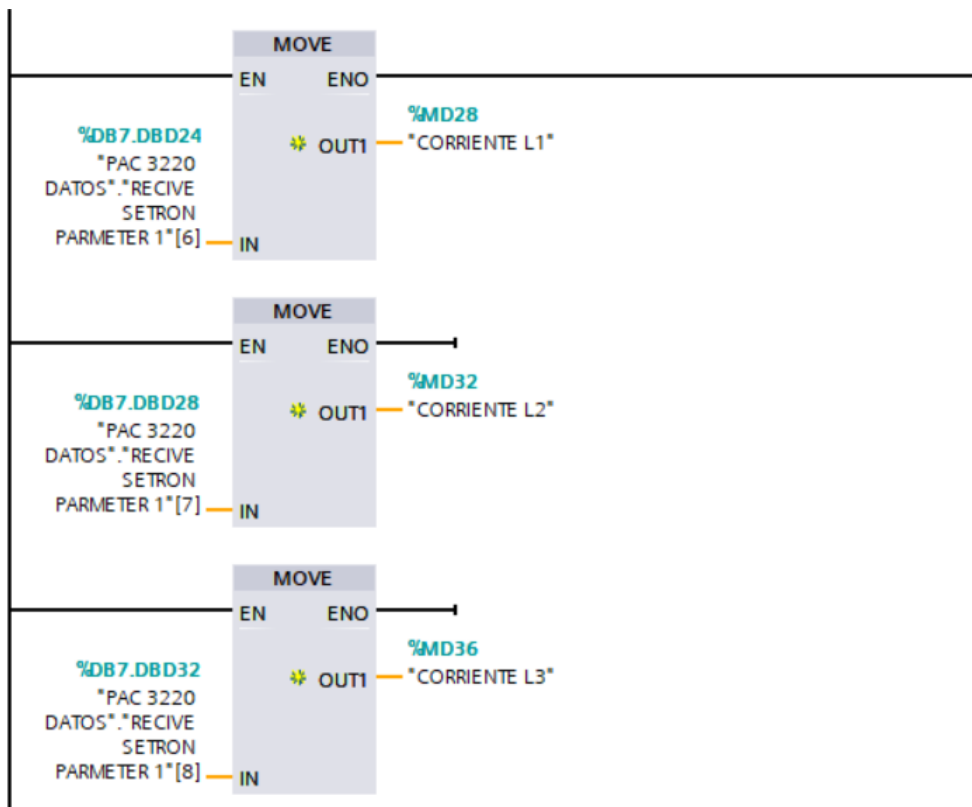 MOVE
EN ENO
%DB7.DBD24
"PAC 3220
DATOS"."RECIVE
SETRON
PARMETER 1"[6]
IN
OUT1
%MD28
"CORRIENTE L1"
MOVE
EN ENO
%DB7.DBD28
"PAC 3220
DATOS"."RECIVE
SETRON
PARMETER 1"[7]
IN
OUT1
%MD32
"CORRIENTE L2"
MOVE
EN ENO
%DB7.DBD32
"PAC 3220
DATOS"."RECIVE
SETRON
PARMETER 1"[8]
IN
OUT1
%MD36
"CORRIENTE L3"